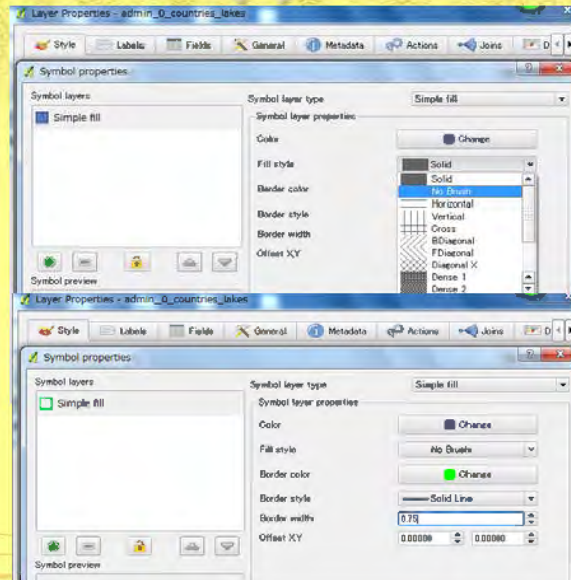 Layer Properties - admin_0_countries_lakes
Style Labels Fields General Metadata Actions Joins D
Symbol properties
Symbol layers
Simple fill
Symbol layer type Simple fill
Symbol layer properties
Color Change
Fill style Solid
Solid
No Brush
Border color
Horizontal
Border style
Vertical
Cross
Border width
BDiagonal
Offset XY
FDiagonal
Diagonal X
Dense 1
Dense 2
Symbol preview
Layer Properties - admin_0_countries_lakes
Style Labels Fields General Metadata Actions Joins D
Symbol properties
Symbol layers
Simple fill
Symbol layer type Simple fill
Symbol layer properties
Color Change
Fill style No Brush
Border color Change
Border style Solid Line
Border width 0.75
Offset XY 0.00000 0.00000
Symbol preview